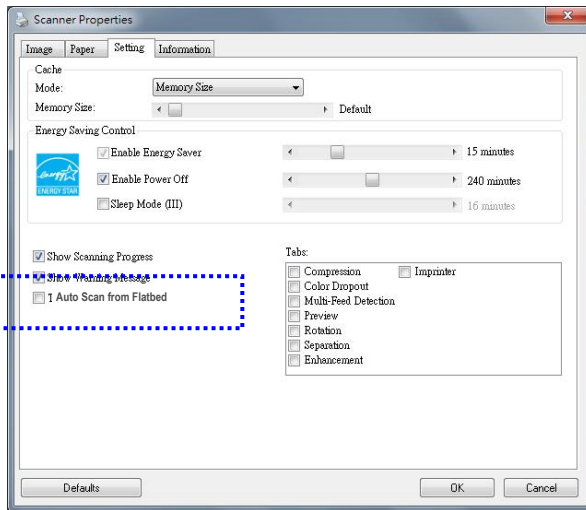 Scanner Properties
Image Paper Setting Information
Cache
Mode: Memory Size
Memory Size: Default
Energy Saving Control
Enable Energy Saver 15 minutes
Enable Power Off 240 minutes
Sleep Mode (III) 16 minutes
energy
ENERGY STAR
Show Scanning Progress
Show Warning Message
Auto Scan from Flatbed
Tabs:
Compression Imprinter
Color Dropout
Multi-Feed Detection
Preview
Rotation
Separation
Enhancement
Defaults OK Cancel